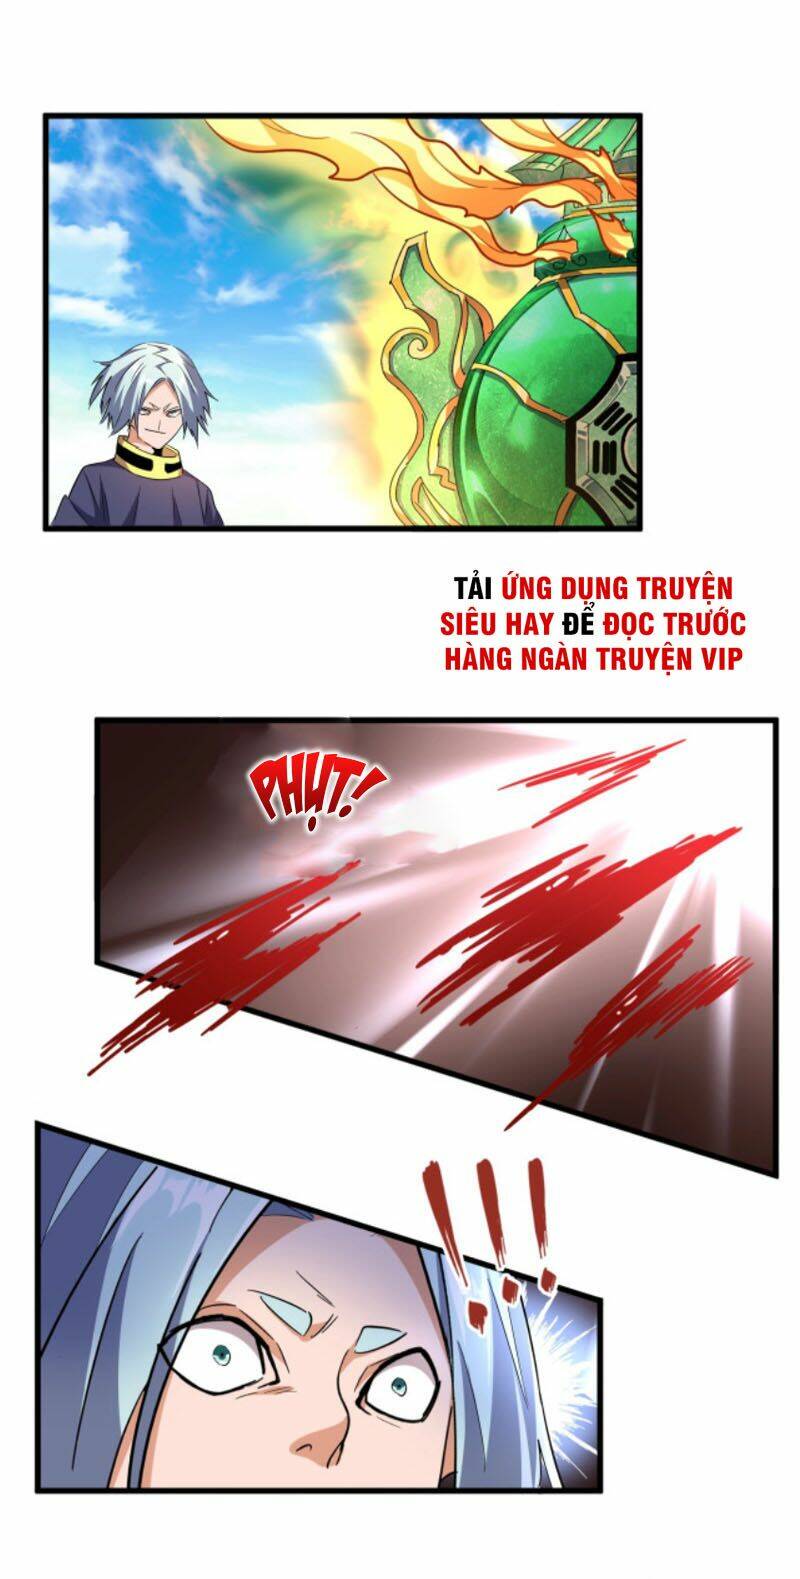 TẢI ỨNG DỤNG TRUYỆN
SIÊU HAY ĐỂ ĐỌC TRƯỚC
HÀNG NGÀN TRUYỆN VIP
PHỤT!
!!!